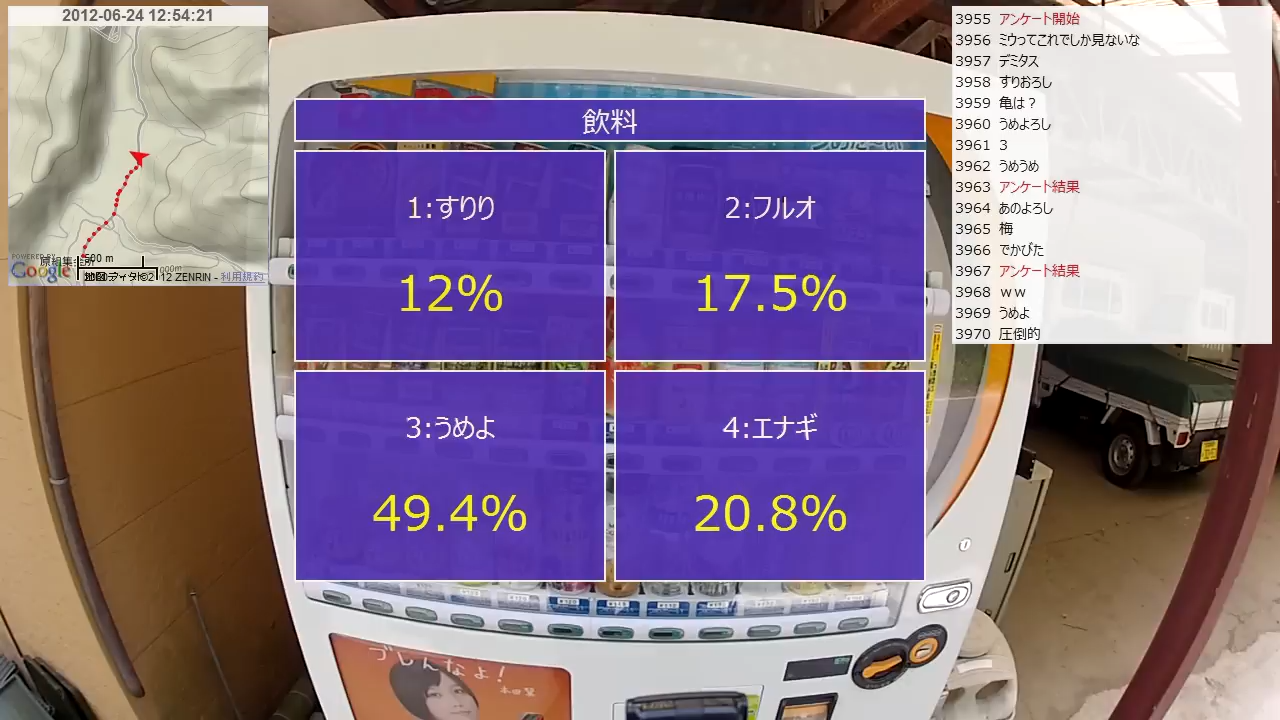 2012-06-24 12:54:21
POWERED BY
Google
500 m
1000m
利用規約
飲料
1:すりり
12%
2:フルオ
17.5%
3:うめよ
49.4%
4:エナギ
20.8%
3955 アンケート開始
3956 ミウってこれでしか見ないな
3957 デミタス
3958 すりおろし
3959 亀は？
3960 うめよろし
3961 3
3962 うめうめ
3963 アンケート結果
3964 あのよろし
3965 梅
3966 でかびた
3967 アンケート結果
3968 ｗｗ
3969 うめよ
3970 圧倒的